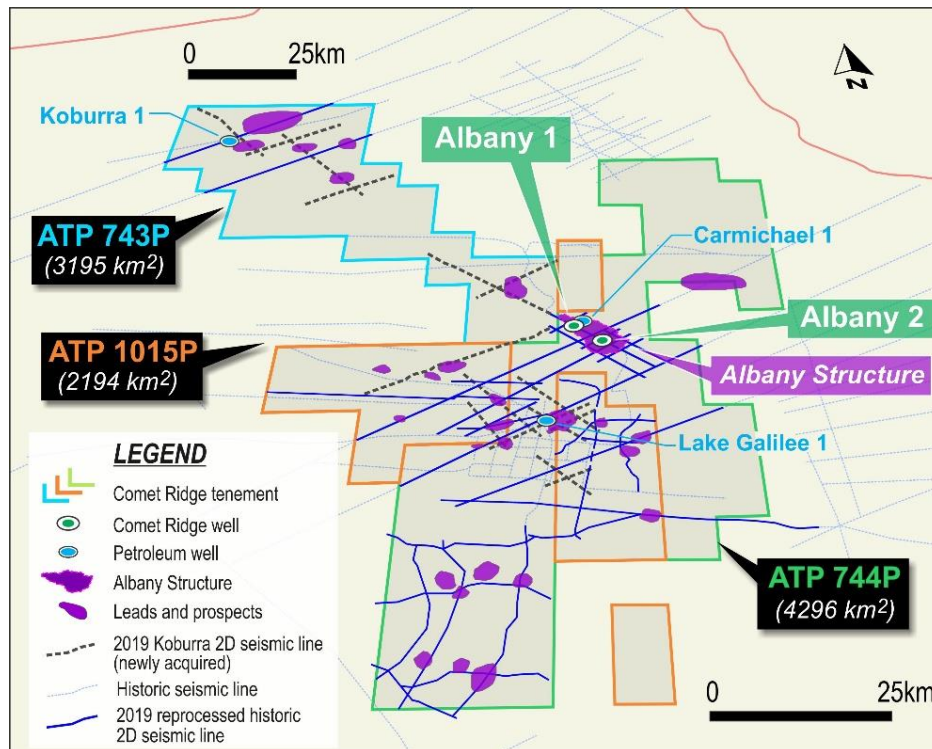 0 25km
N
Koburra 1
Albany 1
Carmichael 1
ATP 743P
(3195 km²)
Albany 2
ATP 1015P
(2194 km²)
Albany Structure
Lake Galilee 1
LEGEND
Comet Ridge tenement
Comet Ridge well
Petroleum well
Albany Structure
Leads and prospects
2019 Koburra 2D seismic line
(newly acquired)
Historic seismic line
2019 reprocessed historic
2D seismic line
ATP 744P
(4296 km²)
0 25km